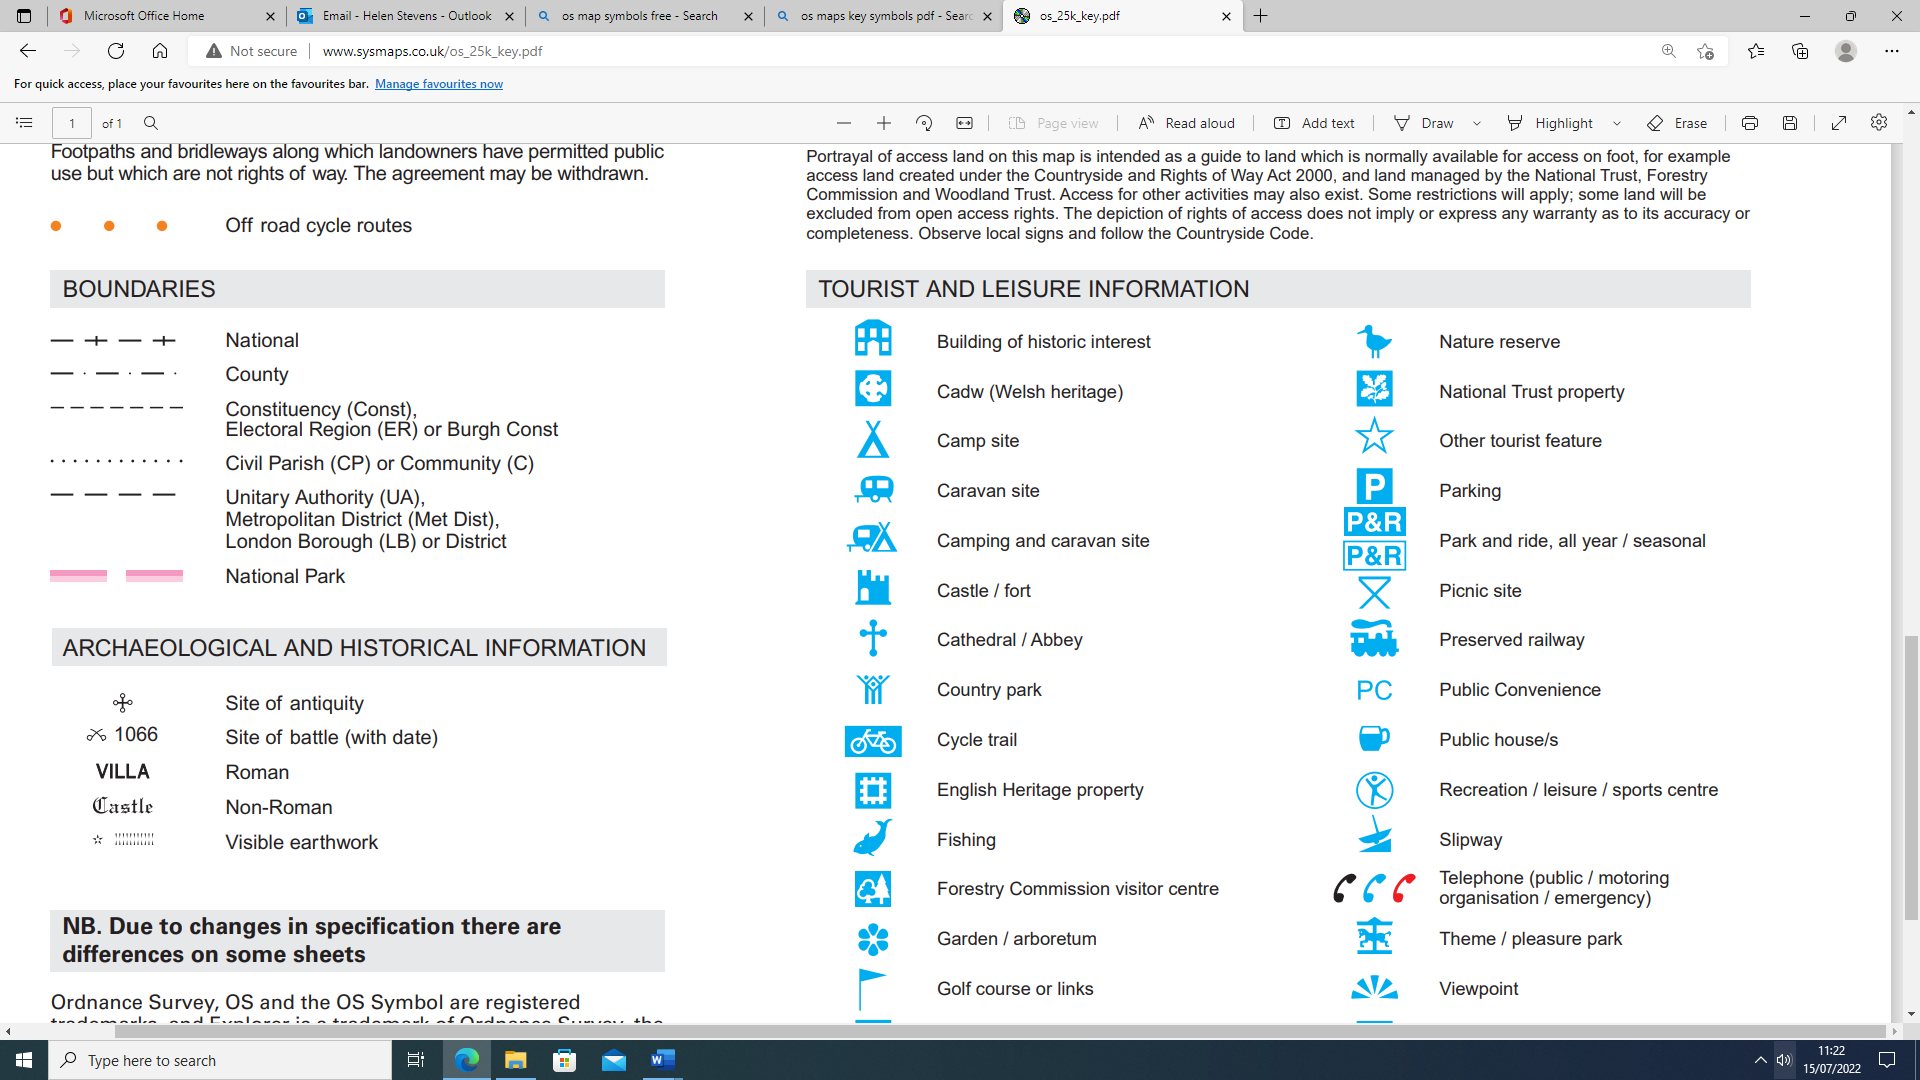 Microsoft Office Home
Email - Helen Stevens - Outlook
os map symbols free - Search
os maps key symbols pdf - Searc
os_25k_key.pdf
Not secure
www.sysmaps.co.uk/os_25k_key.pdf
For quick access, place your favourites here on the favourites bar. Manage favourites now
1 of 1
Page view
Read aloud
Add text
Draw
Highlight
Erase
Footpaths and bridleways along which landowners have permitted public
use but which are not rights of way. The agreement may be withdrawn.
Off road cycle routes
BOUNDARIES
National
County
Constituency (Const),
Electoral Region (ER) or Burgh Const
Civil Parish (CP) or Community (C)
Unitary Authority (UA),
Metropolitan District (Met Dist),
London Borough (LB) or District
National Park
ARCHAEOLOGICAL AND HISTORICAL INFORMATION
Site of antiquity
1066 Site of battle (with date)
VILLA Roman
Castle Non-Roman
Visible earthwork
NB. Due to changes in specification there are
differences on some sheets
Ordnance Survey, OS and the OS Symbol are registered
trademarks, and Explorer is a trademark of Ordnance Survey, the
Portrayal of access land on this map is intended as a guide to land which is normally available for access on foot, for example
access land created under the Countryside and Rights of Way Act 2000, and land managed by the National Trust, Forestry
Commission and Woodland Trust. Access for other activities may also exist. Some restrictions will apply; some land will be
excluded from open access rights. The depiction of rights of access does not imply or express any warranty as to its accuracy or
completeness. Observe local signs and follow the Countryside Code.
TOURIST AND LEISURE INFORMATION
Building of historic interest
Cadw (Welsh heritage)
Camp site
Caravan site
Camping and caravan site
Castle / fort
Cathedral / Abbey
Country park
Cycle trail
English Heritage property
Fishing
Forestry Commission visitor centre
Garden / arboretum
Golf course or links
Nature reserve
National Trust property
Other tourist feature
P Parking
P&R
P&R
Park and ride, all year / seasonal
Picnic site
Preserved railway
PC Public Convenience
Public house/s
Recreation / leisure / sports centre
Slipway
Telephone (public / motoring
organisation / emergency)
Theme / pleasure park
Viewpoint
Type here to search
11:22
15/07/2022